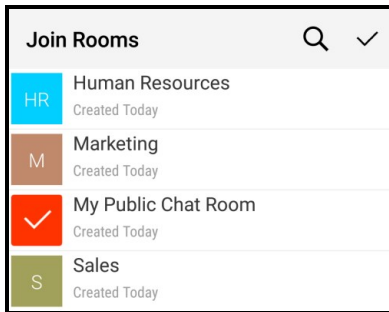 Join Rooms
HR
Human Resources
Created Today
M
Marketing
Created Today
My Public Chat Room
Created Today
S
Sales
Created Today